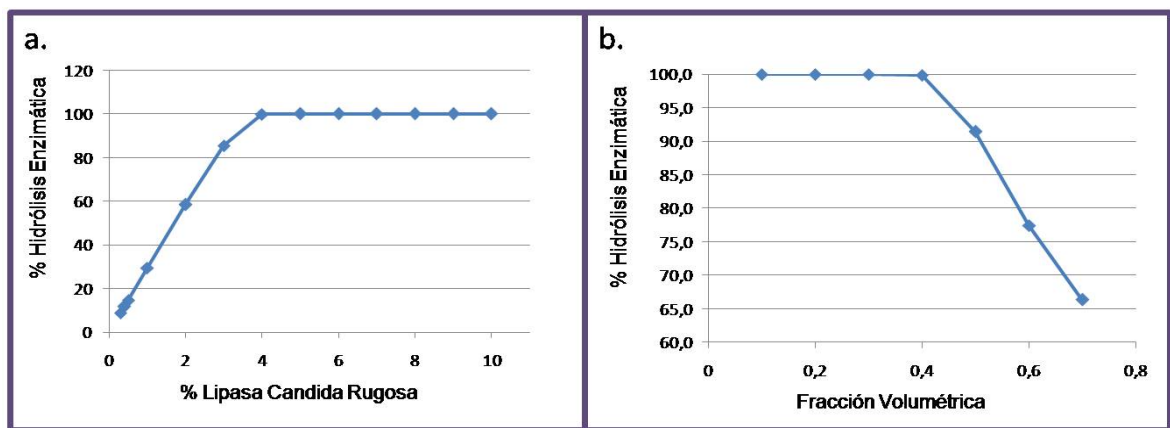 a.
% Hidrólisis Enzimática
120
100
80
60
40
20
0
0 2 4 6 8 10
% Lipasa Candida Rugosa
b.
% Hidrólisis Enzimática
100,0
95,0
90,0
85,0
80,0
75,0
70,0
65,0
60,0
0 0,2 0,4 0,6 0,8
Fracción Volumétrica